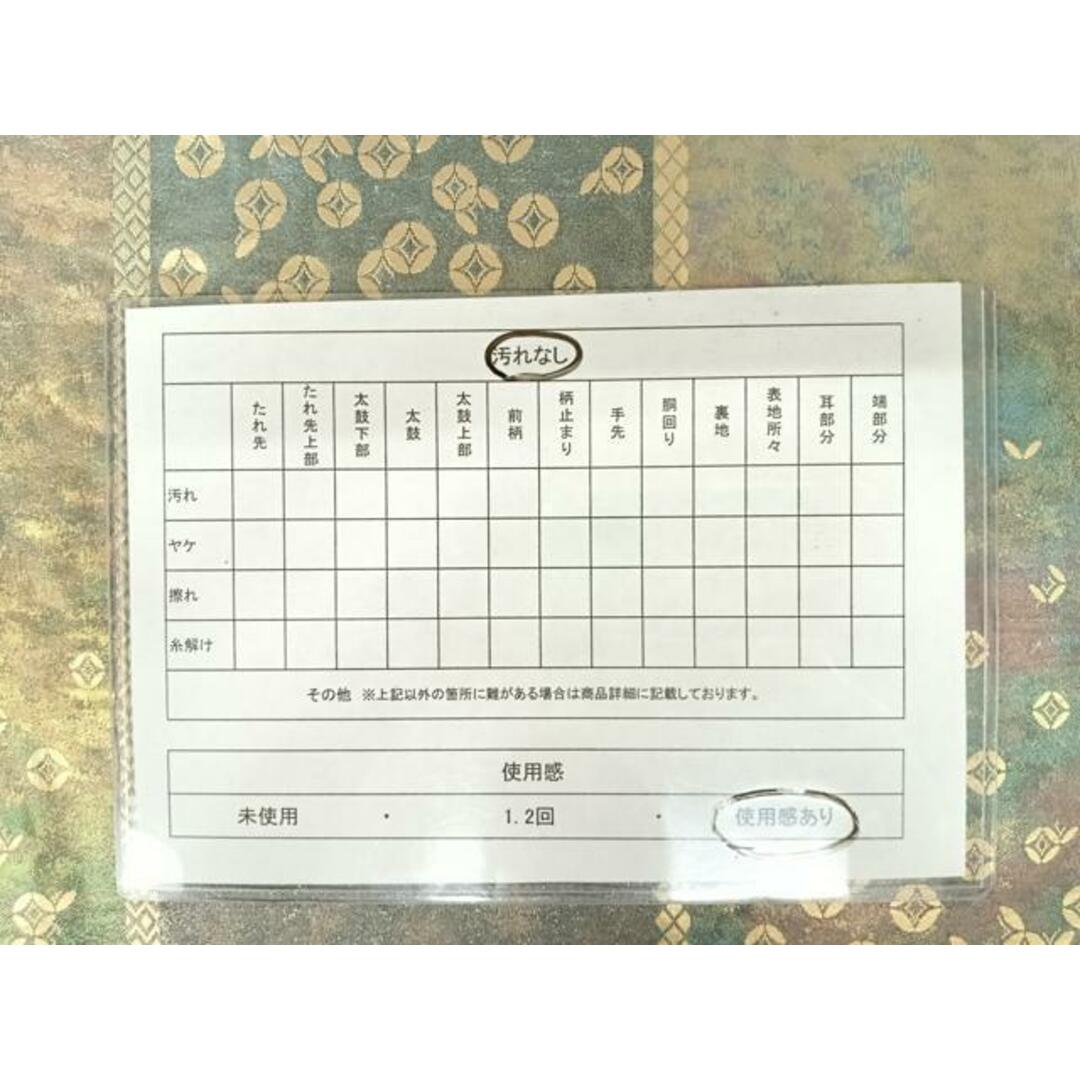 汚れなし
たれ先 たれ先上部 太鼓下部 太鼓 太鼓上部 前柄 柄止まり 手先 胴回り 裏地 表地所々 耳部分 端部分
汚れ
ヤケ
擦れ
糸解け
その他 ※上記以外の箇所に難がある場合は商品詳細に記載しております。
使用感
未使用 ・ 1.2回 ・ 使用感あり